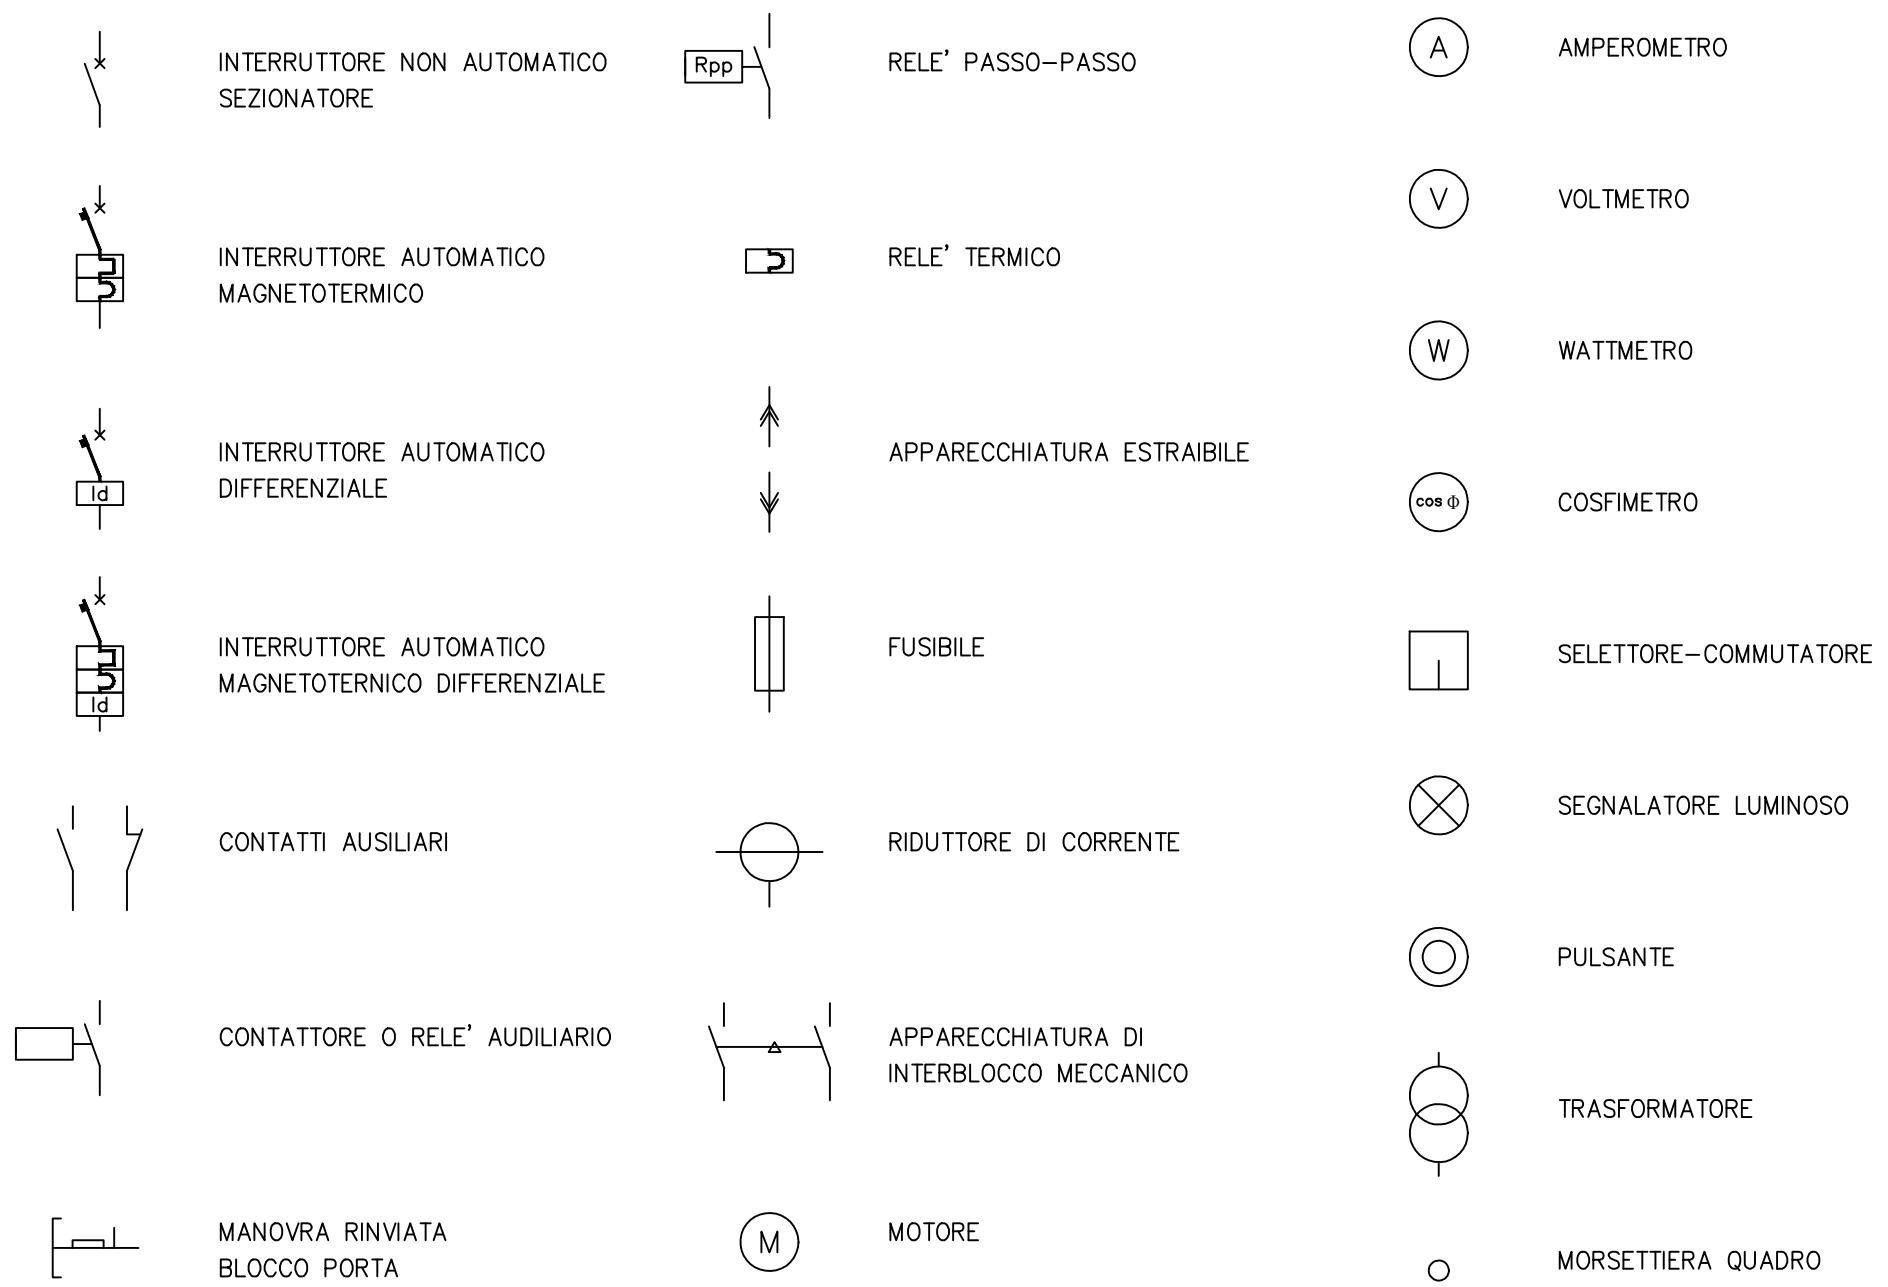 INTERRUTTORE NON AUTOMATICO
SEZIONATORE
INTERRUTTORE AUTOMATICO
MAGNETOTERMICO
Id
INTERRUTTORE AUTOMATICO
DIFFERENZIALE
Id
INTERRUTTORE AUTOMATICO
MAGNETOTERNICO DIFFERENZIALE
CONTATTI AUSILIARI
CONTATTORE O RELE' AUDILIARIO
MANOVRA RINVIATA
BLOCCO PORTA
Rpp
RELE' PASSO-PASSO
RELE' TERMICO
APPARECCHIATURA ESTRAIBILE
FUSIBILE
RIDUTTORE DI CORRENTE
APPARECCHIATURA DI
INTERBLOCCO MECCANICO
M
MOTORE
A
AMPEROMETRO
V
VOLTMETRO
W
WATTMETRO
cos Φ
COSFIMETRO
SELETTORE-COMMUTATORE
SEGNALATORE LUMINOSO
PULSANTE
TRASFORMATORE
MORSETTIERA QUADRO